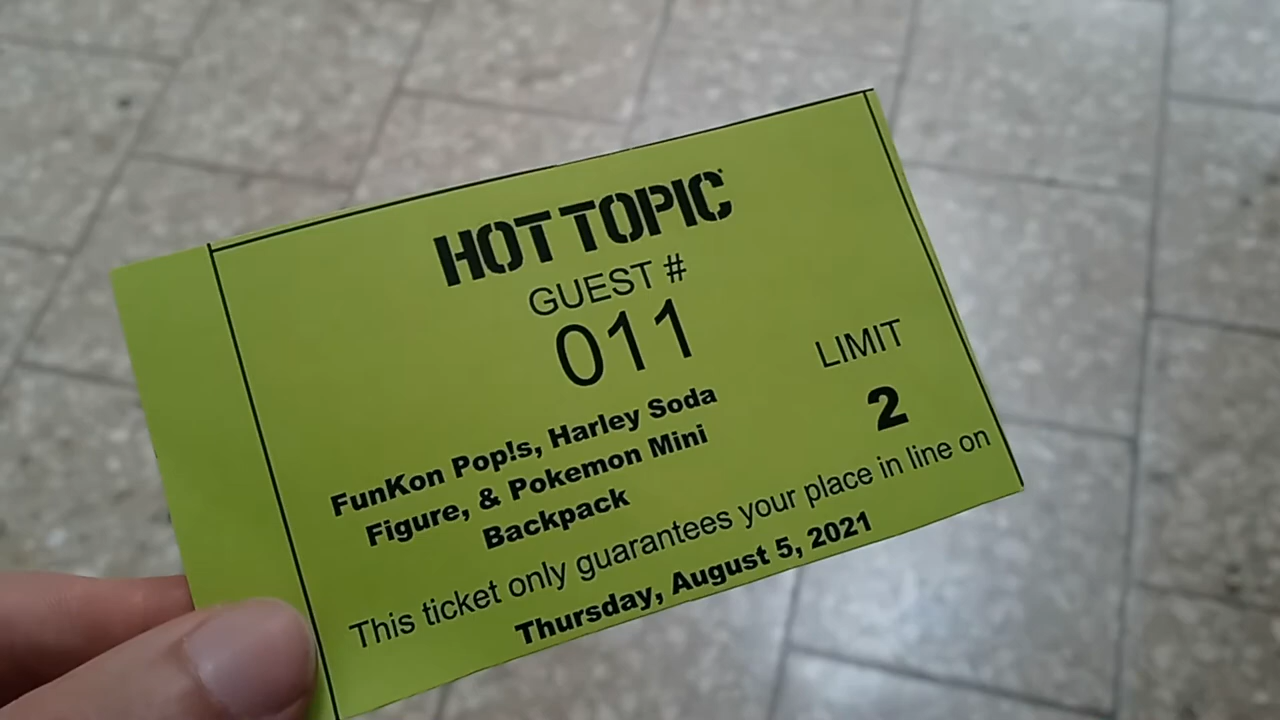 HOT TOPIC
GUEST #
011
LIMIT
2
FunKon Pop!s, Harley Soda
Figure, & Pokemon Mini
Backpack
This ticket only guarantees your place in line on
Thursday, August 5, 2021